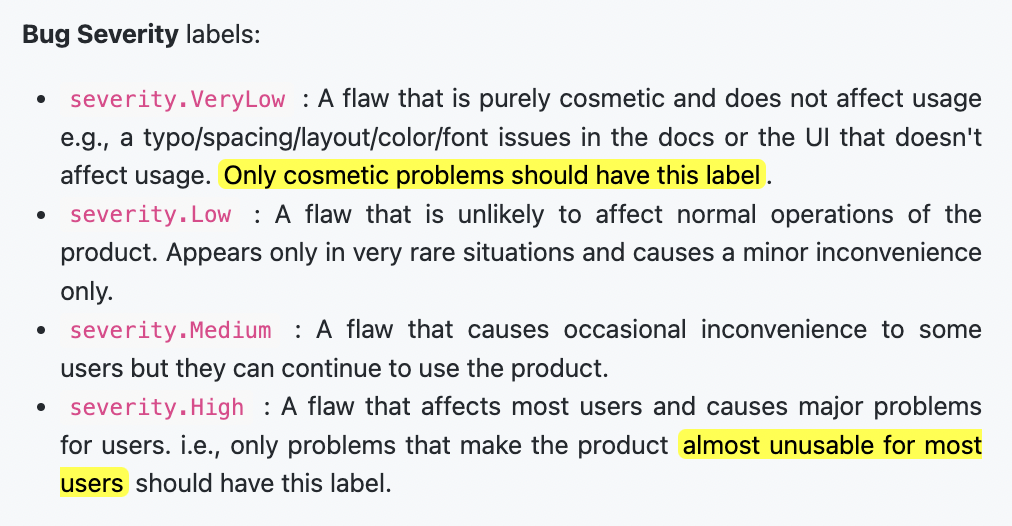 Bug Severity labels:
• severity.VeryLow : A flaw that is purely cosmetic and does not affect usage
e.g., a typo/spacing/layout/color/font issues in the docs or the UI that doesn't
affect usage. Only cosmetic problems should have this label.
• severity.Low : A flaw that is unlikely to affect normal operations of the
product. Appears only in very rare situations and causes a minor inconvenience
only.
• severity.Medium : A flaw that causes occasional inconvenience to some
users but they can continue to use the product.
• severity.High : A flaw that affects most users and causes major problems
for users. i.e., only problems that make the product almost unusable for most
users should have this label.